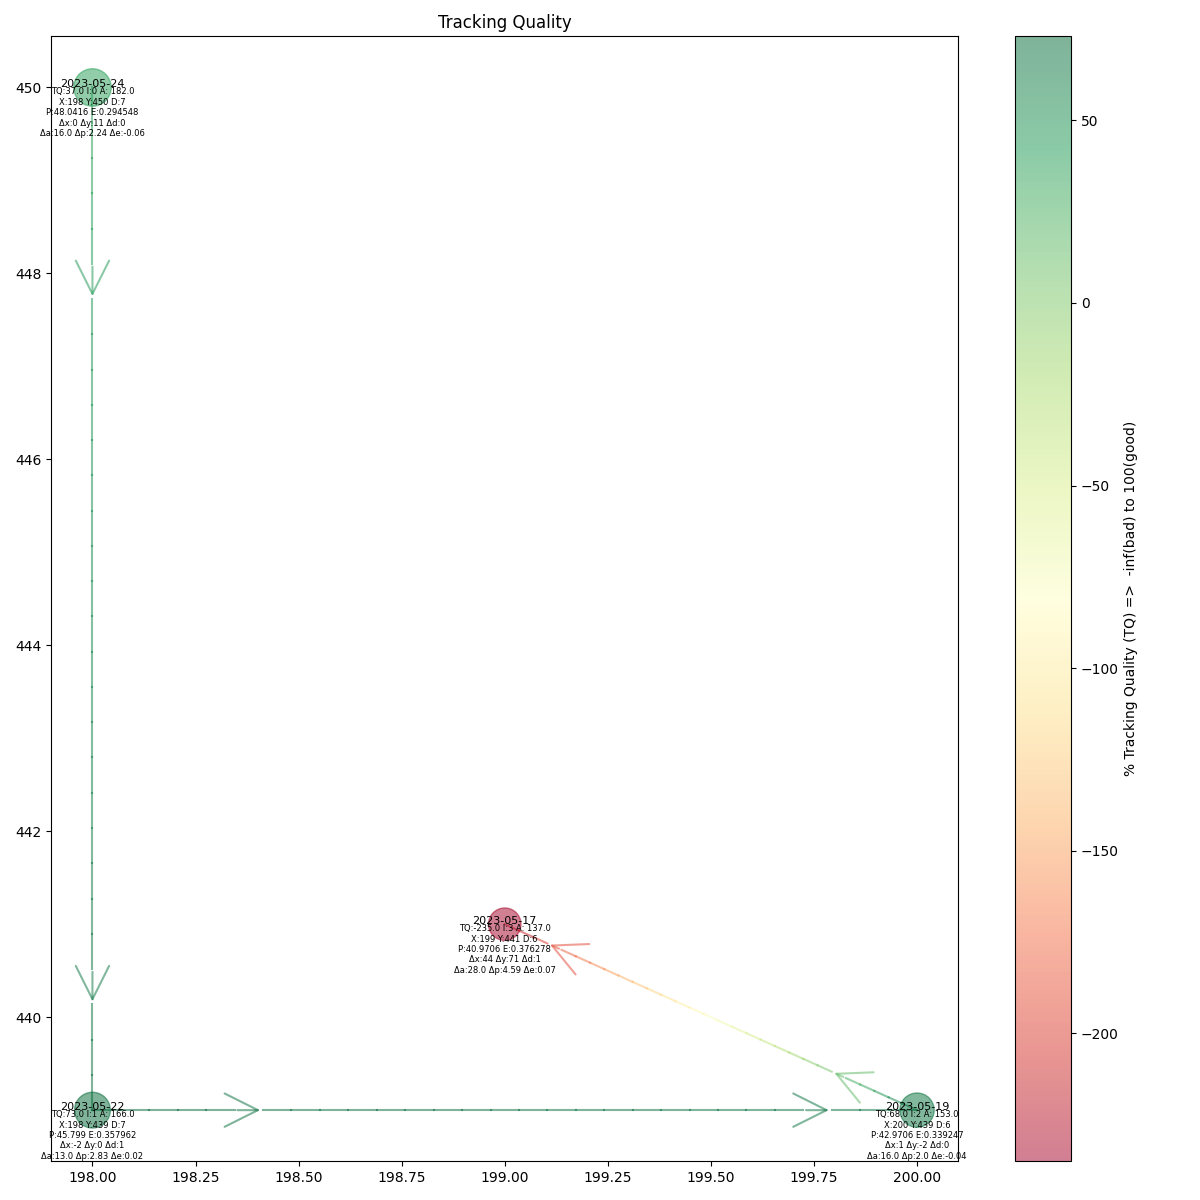 Tracking Quality
450
448
446
444
442
440
2023-05-24
TQ:37.0 I:0 A: 182.0
X:198 Y:450 D:7
P:48.0416 E:0.294548
Δx:0 Δy:11 Δd:0
Δa:16.0 Δp:2.24 Δe:-0.06
2023-05-17
TQ:-235.0 I:3 A: 137.0
X:199 Y:441 D:6
P:40.9706 E:0.376278
Δx:44 Δy:71 Δd:1
Δa:28.0 Δp:4.59 Δe:0.07
2023-05-22
TQ:73.0 I:1 A: 166.0
X:198 Y:439 D:7
P:45.799 E:0.357962
Δx:-2 Δy:0 Δd:1
Δa:13.0 Δp:2.83 Δe:0.02
2023-05-19
TQ:68.0 I:2 A: 153.0
X:200 Y:439 D:6
P:42.9706 E:0.339247
Δx:1 Δy:-2 Δd:0
Δa:16.0 Δp:2.0 Δe:-0.04
198.00 198.25 198.50 198.75 199.00 199.25 199.50 199.75 200.00
50
0
−50
−100
−150
−200
% Tracking Quality (TQ) => -inf(bad) to 100(good)